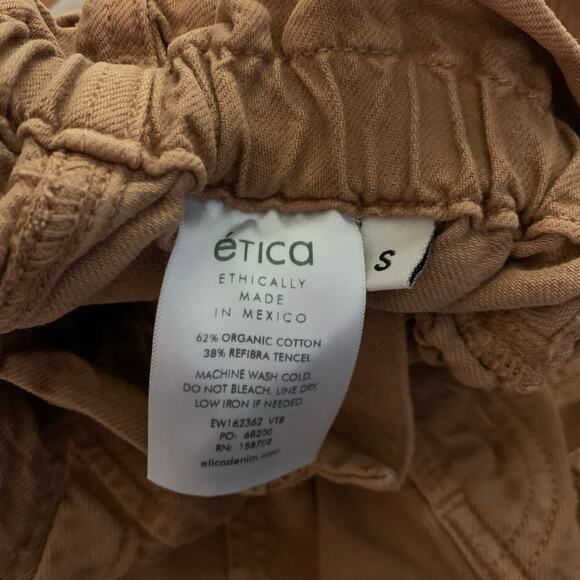 éTICA
ETHICALLY
MADE
IN MEXICO
62% ORGANIC COTTON
38% REFIBRA TENCEL
MACHINE WASH COLD.
DO NOT BLEACH. LINE DRY.
LOW IRON IF NEEDED.
EW162362 VTB
PO: 68200
RN: 158702
eticadenim.com
S